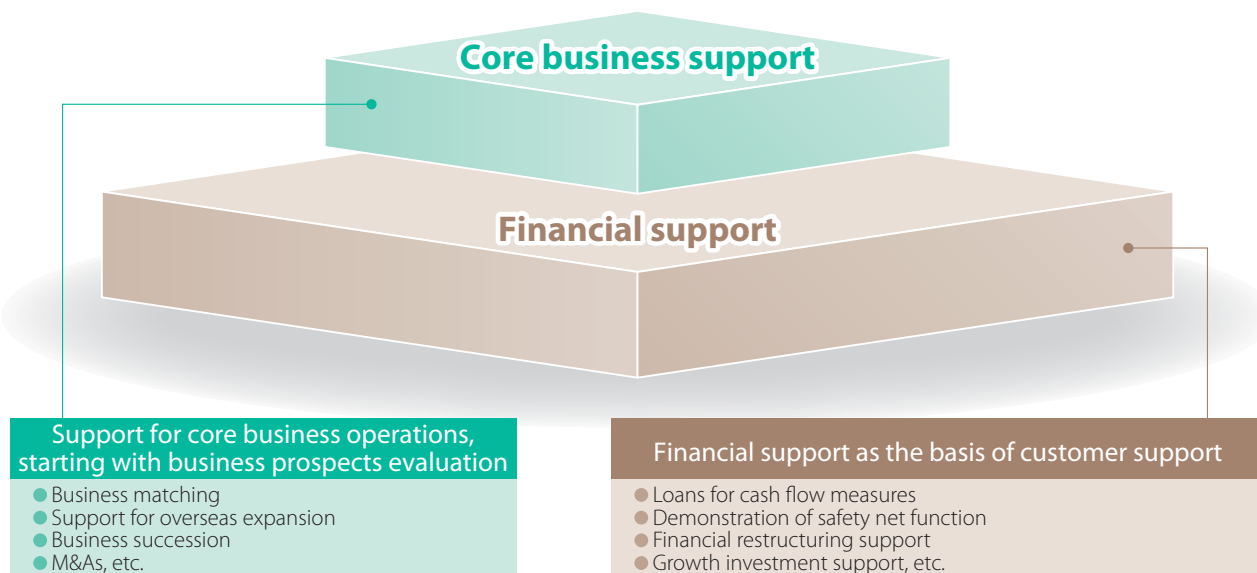 Core business support
Financial support
Support for core business operations,
starting with business prospects evaluation
● Business matching
● Support for overseas expansion
● Business succession
● M&As, etc.
Financial support as the basis of customer support
● Loans for cash flow measures
● Demonstration of safety net function
● Financial restructuring support
● Growth investment support, etc.